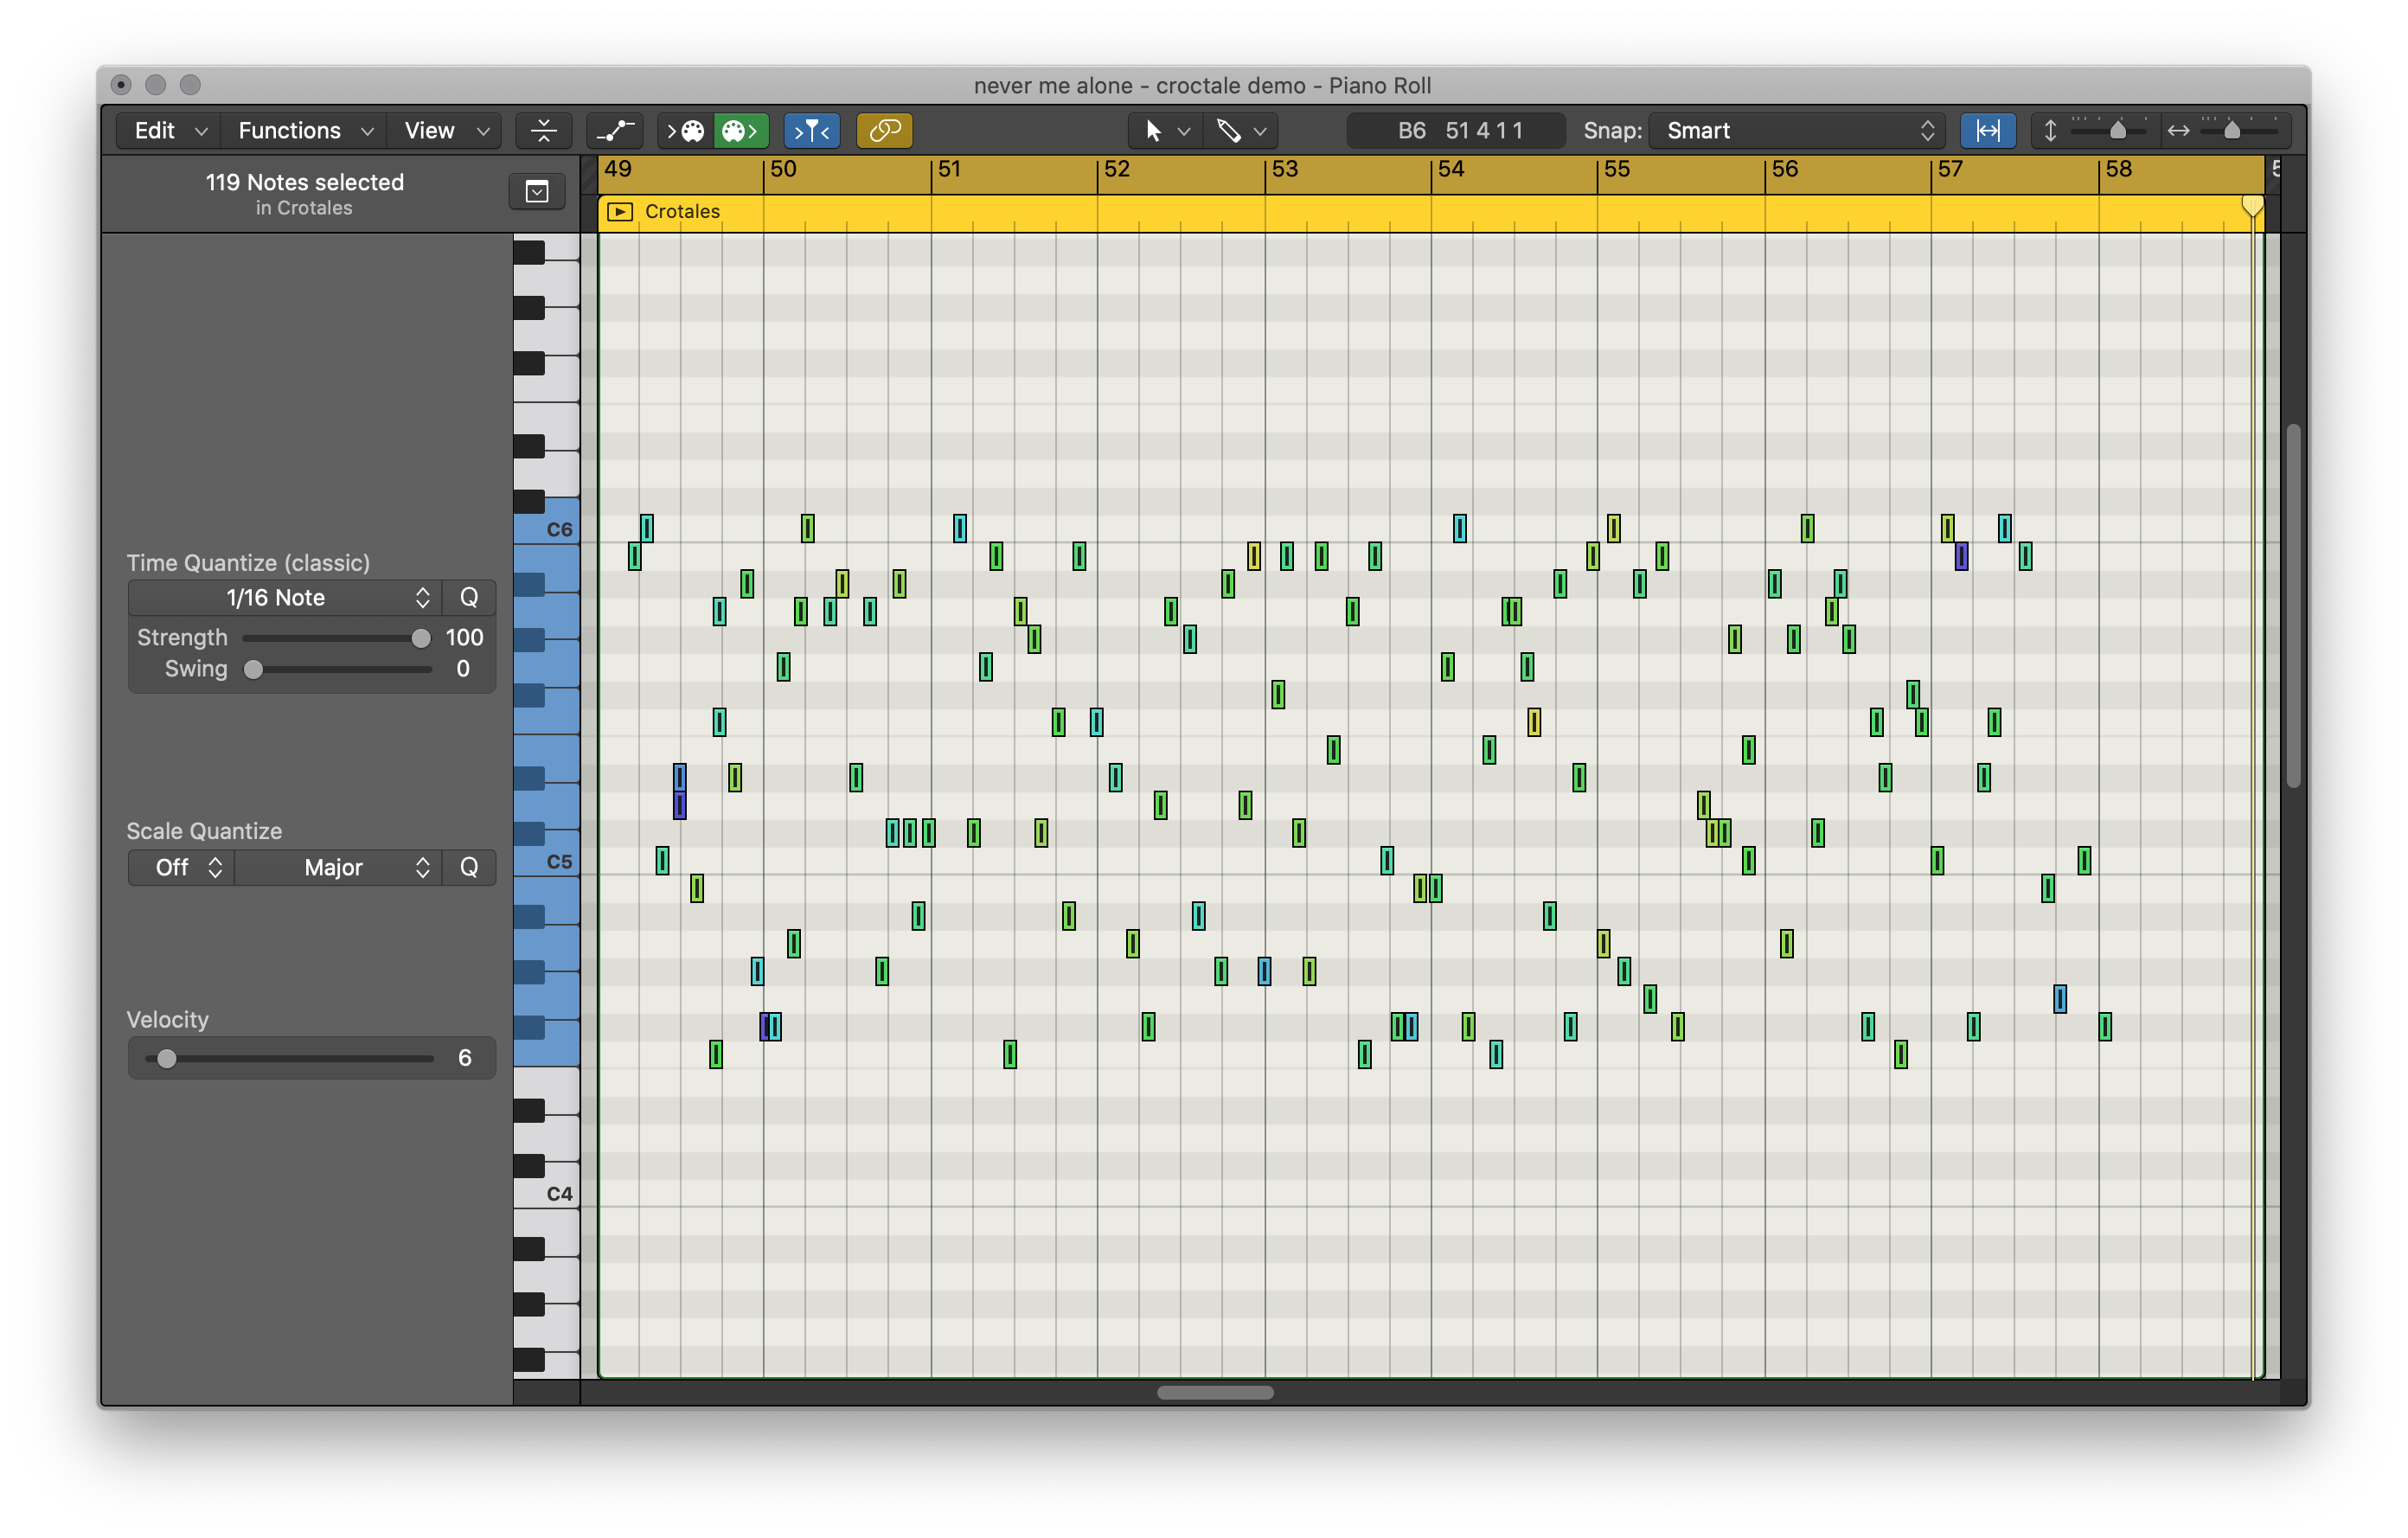 never me alone - croctale demo - Piano Roll
Edit Functions View B6 51 4 1 1 Snap: Smart
119 Notes selected
in Crotales
49 50 51 52 53 54 55 56 57 58
Crotales
C6
Time Quantize (classic)
1/16 Note Q
Strength 100
Swing 0
Scale Quantize
C5
Off Major Q
Velocity
6
C4